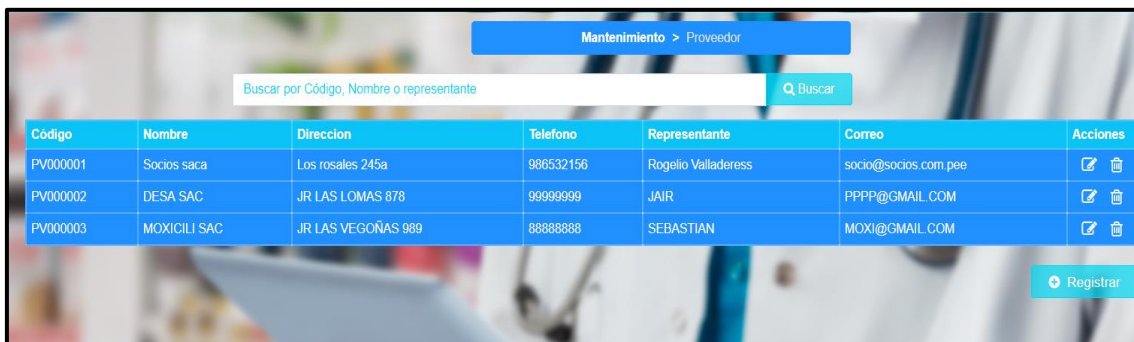 Mantenimiento > Proveedor
Buscar por Código, Nombre o representante
Buscar
Código Nombre Direccion Telefono Representante Correo Acciones
PV000001 Socios saca Los rosales 245a 986532156 Rogelio Valladeress socio@socios.com.pee
PV000002 DESA SAC JR LAS LOMAS 878 99999999 JAIR PPPP@GMAIL.COM
PV000003 MOXICILI SAC JR LAS VEGOÑAS 989 88888888 SEBASTIAN MOXI@GMAIL.COM
Registrar